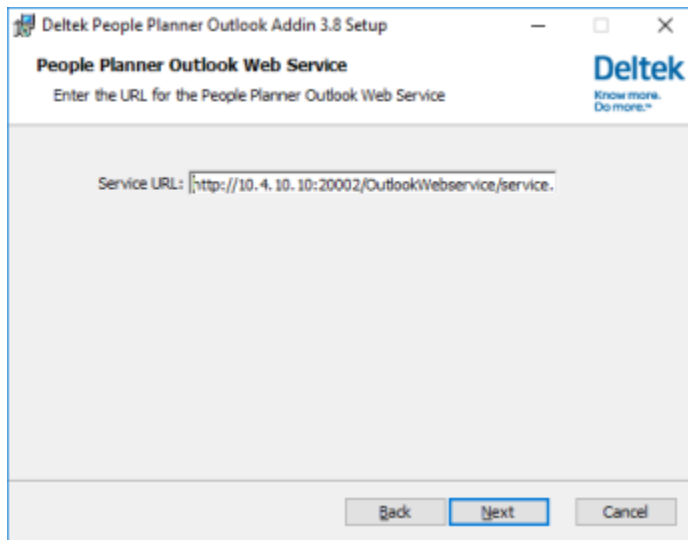 Deltek People Planner Outlook Addin 3.8 Setup
People Planner Outlook Web Service
Enter the URL for the People Planner Outlook Web Service
Deltek
Know more.
Do more.™
Service URL: http://10.4.10.10:20002/OutlookWebservice/service.
Back Next Cancel